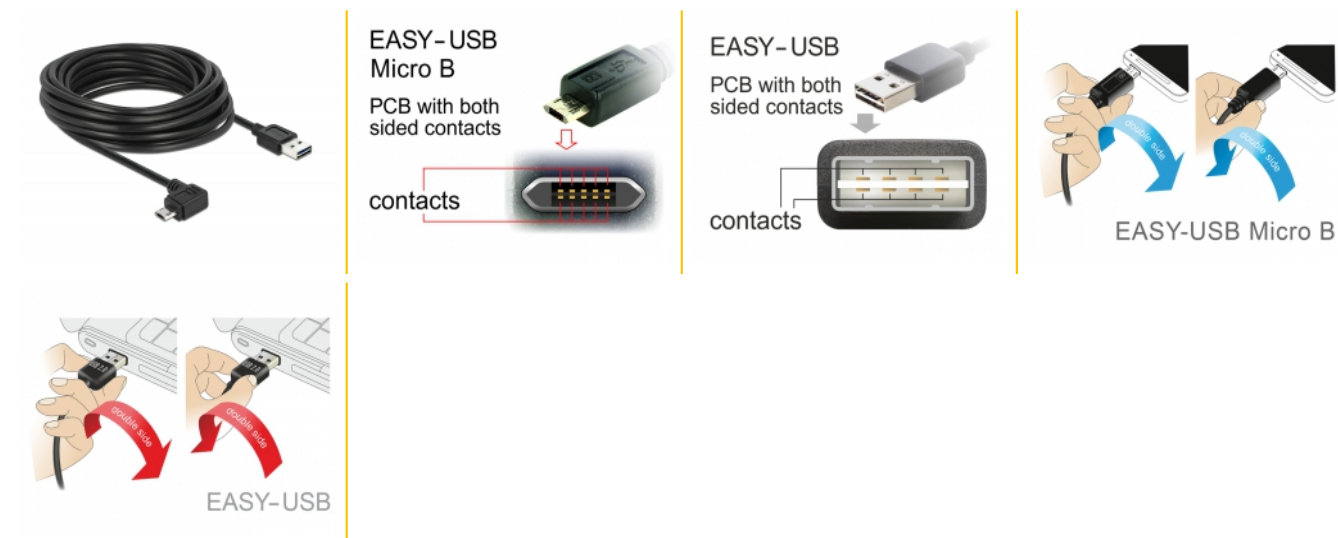 EASY-USB
Micro B
PCB with both
sided contacts
contacts
EASY-USB
PCB with both
sided contacts
contacts
double side
double side
EASY-USB Micro B
double side
double side
EASY-USB